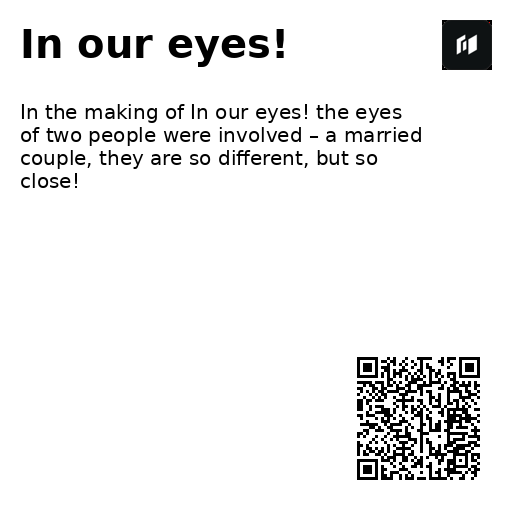 In our eyes!
In the making of In our eyes! the eyes
of two people were involved – a married
couple, they are so different, but so
close!